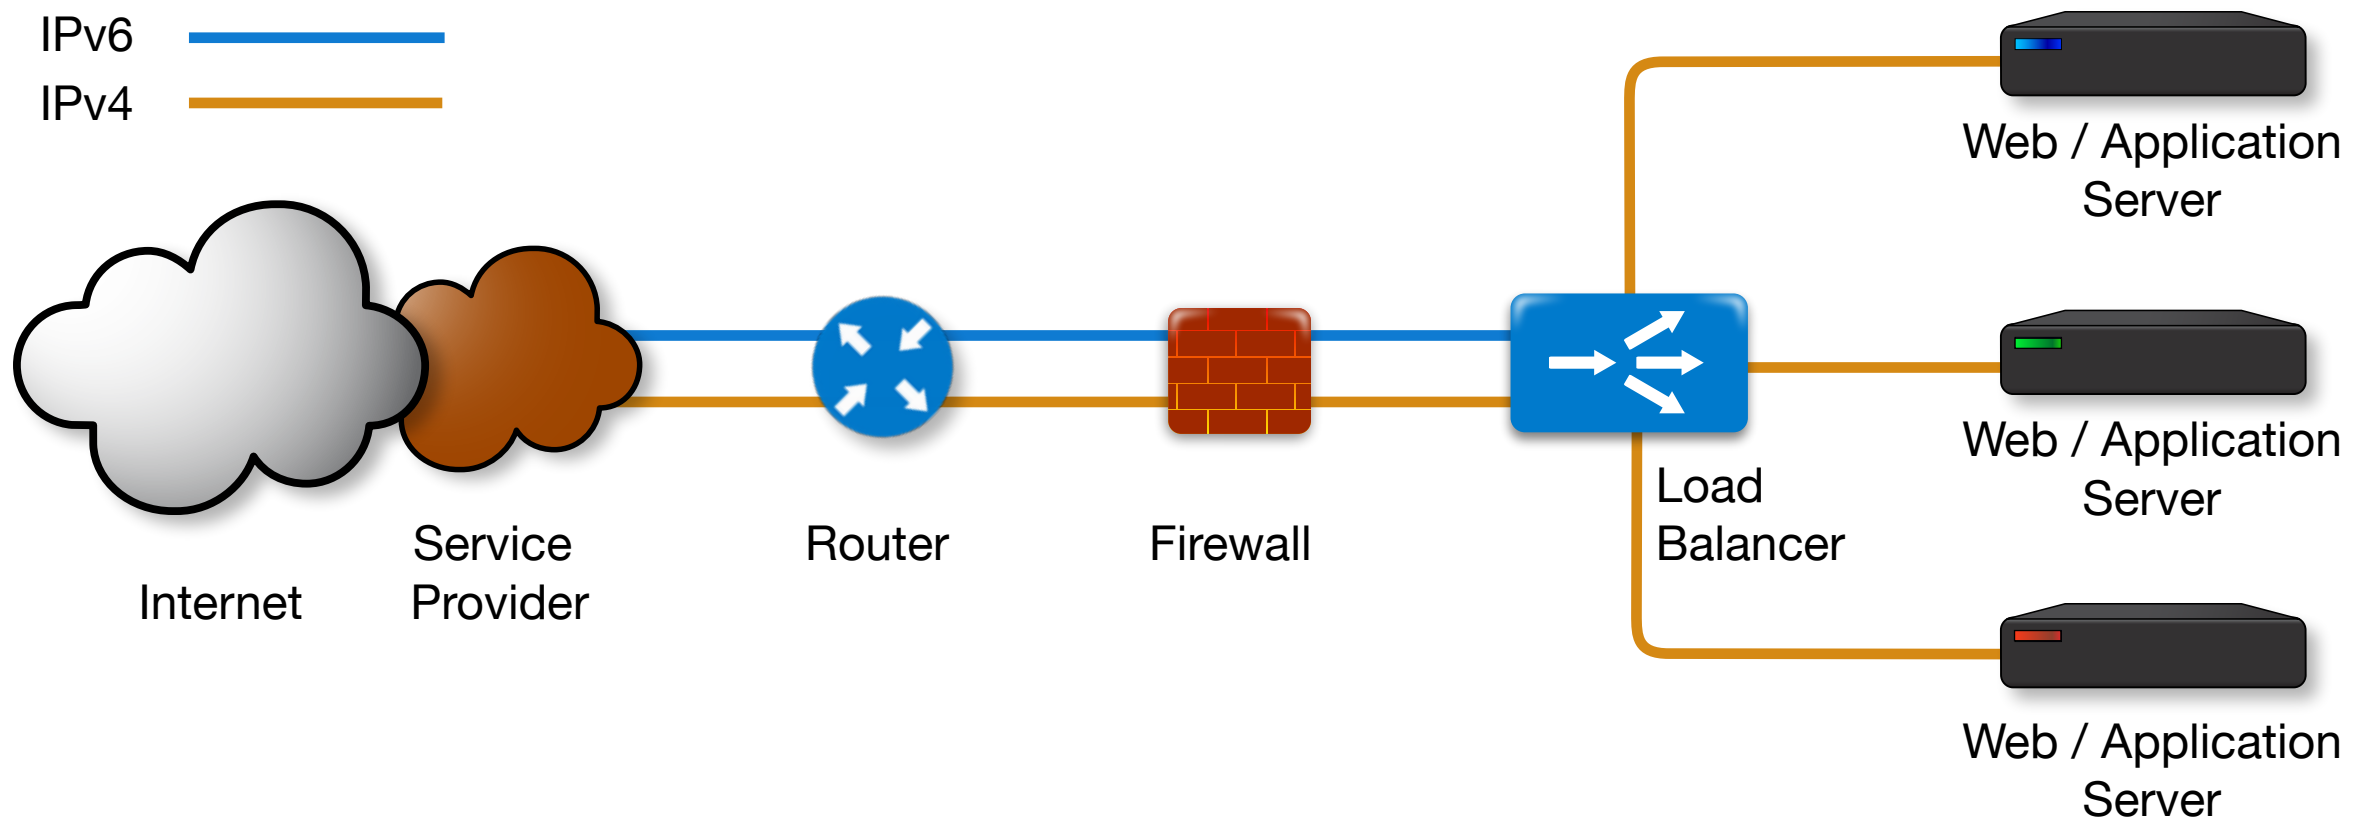 IPv6
IPv4
Web / Application
Server
Web / Application
Server
Load
Balancer
Service
Provider
Router
Firewall
Internet
Web / Application
Server